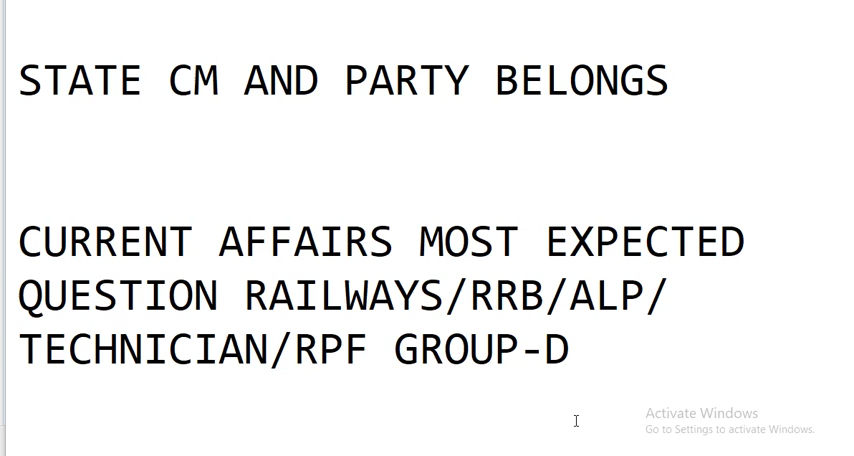 STATE CM AND PARTY BELONGS
CURRENT AFFAIRS MOST EXPECTED
QUESTION RAILWAYS/RRB/ALP/
TECHNICIAN/RPF GROUP-D
Activate Windows
Go to Settings to activate Windows.